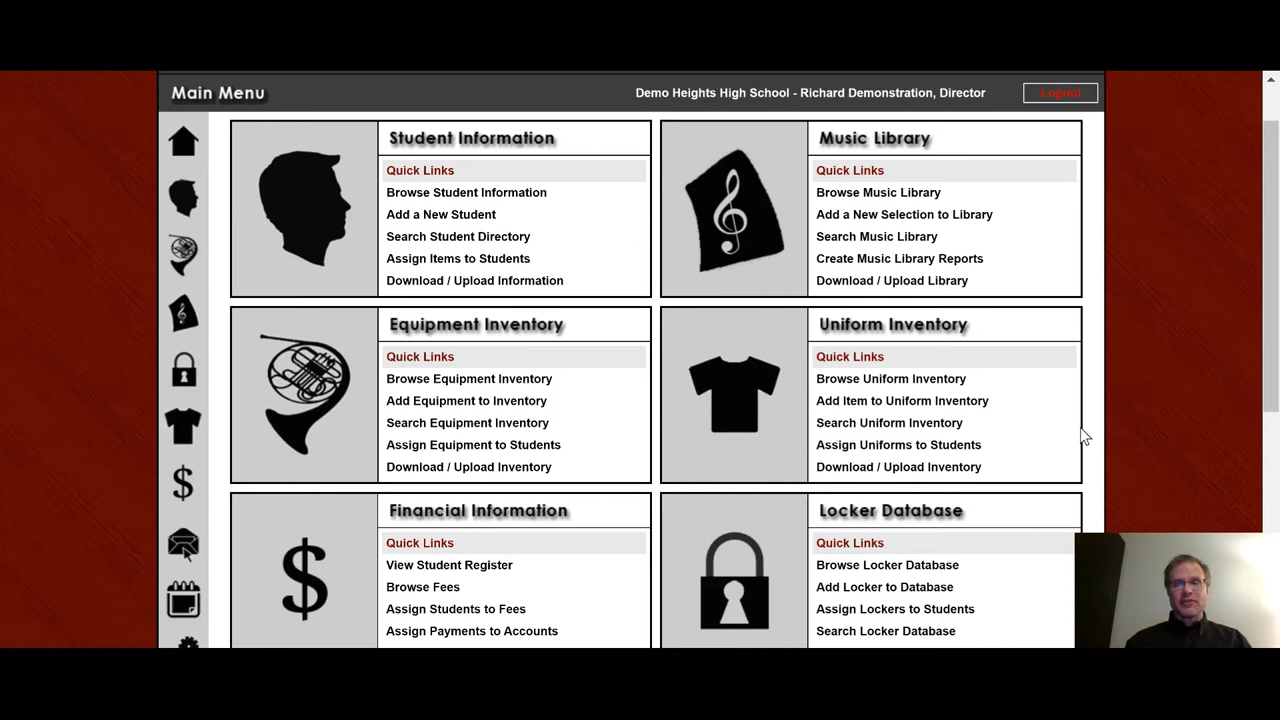 Main Menu
Demo Heights High School - Richard Demonstration, Director
Logout
Student Information
Quick Links
Browse Student Information
Add a New Student
Search Student Directory
Assign Items to Students
Download / Upload Information
Music Library
Quick Links
Browse Music Library
Add a New Selection to Library
Search Music Library
Create Music Library Reports
Download / Upload Library
Equipment Inventory
Quick Links
Browse Equipment Inventory
Add Equipment to Inventory
Search Equipment Inventory
Assign Equipment to Students
Download / Upload Inventory
Uniform Inventory
Quick Links
Browse Uniform Inventory
Add Item to Uniform Inventory
Search Uniform Inventory
Assign Uniforms to Students
Download / Upload Inventory
Financial Information
Quick Links
View Student Register
Browse Fees
Assign Students to Fees
Assign Payments to Accounts
Locker Database
Quick Links
Browse Locker Database
Add Locker to Database
Assign Lockers to Students
Search Locker Database